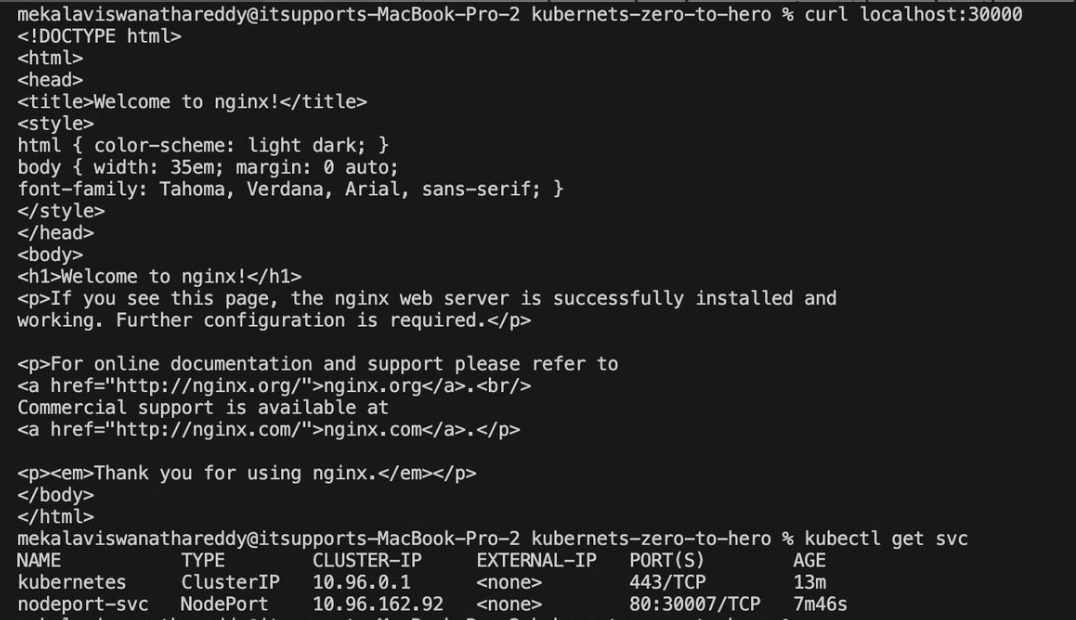 mekalaviswanathareddy@itsupports-MacBook-Pro-2 kubernets-zero-to-hero % curl localhost:30000
<!DOCTYPE html>
<html>
<head>
<title>Welcome to nginx!</title>
<style>
html { color-scheme: light dark; }
body { width: 35em; margin: 0 auto;
font-family: Tahoma, Verdana, Arial, sans-serif; }
</style>
</head>
<body>
<h1>Welcome to nginx!</h1>
<p>If you see this page, the nginx web server is successfully installed and
working. Further configuration is required.</p>

<p>For online documentation and support please refer to
<a href="http://nginx.org/">nginx.org</a>.<br/>
Commercial support is available at
<a href="http://nginx.com/">nginx.com</a>.</p>

<p><em>Thank you for using nginx.</em></p>
</body>
</html>
mekalaviswanathareddy@itsupports-MacBook-Pro-2 kubernets-zero-to-hero % kubectl get svc
NAME TYPE CLUSTER-IP EXTERNAL-IP PORT(S) AGE
kubernetes ClusterIP 10.96.0.1 <none> 443/TCP 13m
nodeport-svc NodePort 10.96.162.92 <none> 80:30007/TCP 7m46s